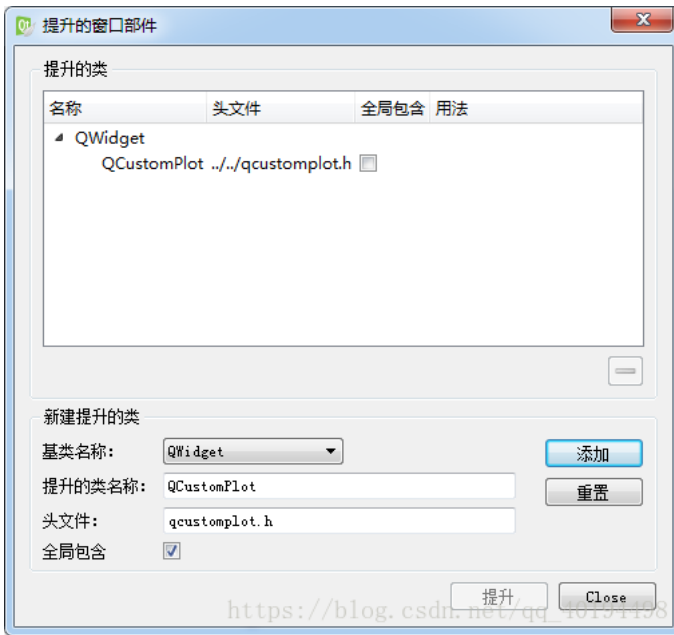 提升的窗口部件
提升的类
名称 头文件 全局包含 用法
QWidget
QCustomPlot ../../qcustomplot.h
新建提升的类
基类名称: QWidget 添加
提升的类名称: QCustomPlot 重置
头文件: qcustomplot.h
全局包含
提升 Close
https://blog.csdn.net/qq_40194498